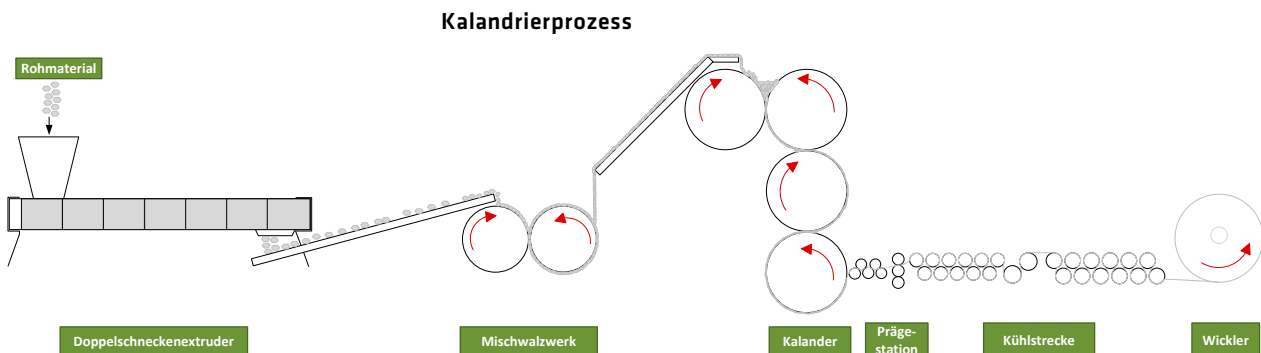 Kalandrierprozess
Rohmaterial
Doppelschneckenextruder
Mischwalzwerk
Kalander
Präge-
station
Kühlstrecke
Wickler